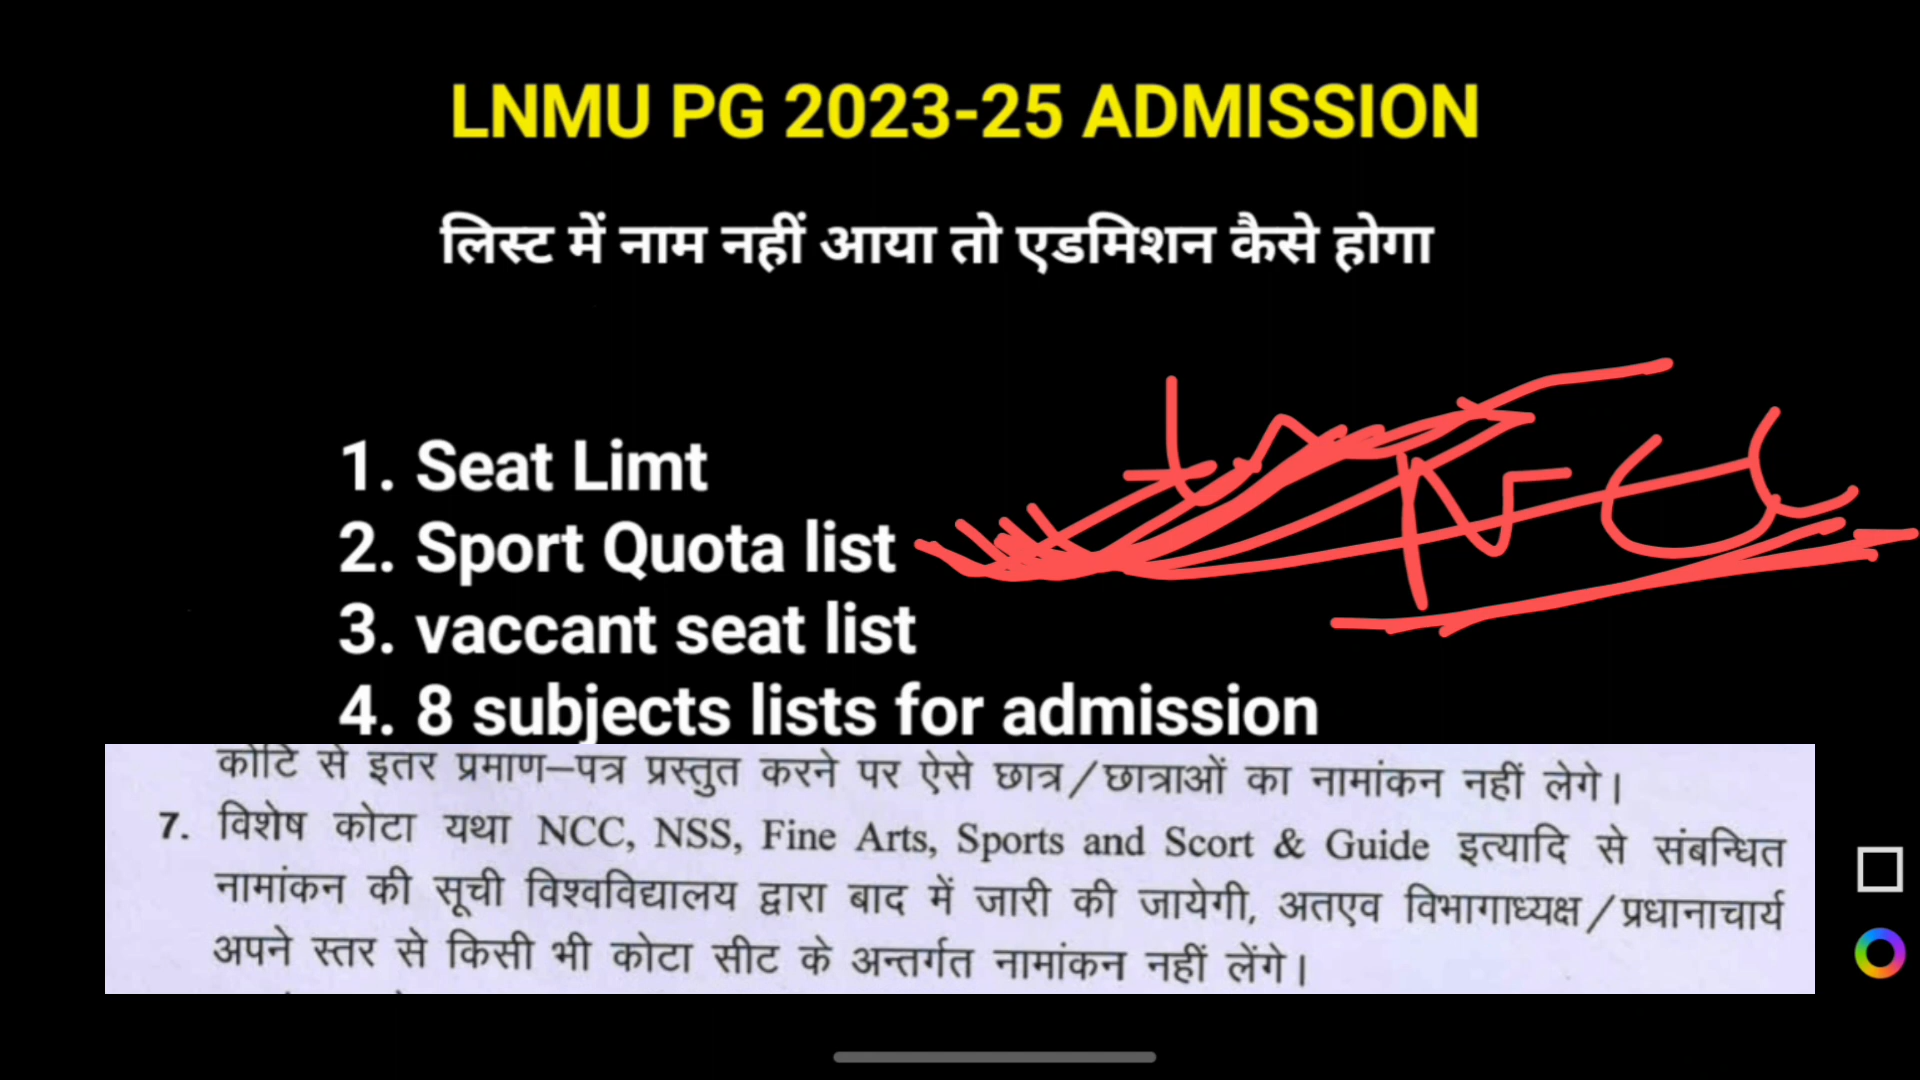 LNMU PG 2023-25 ADMISSION
लिस्ट में नाम नहीं आया तो एडमिशन कैसे होगा
1. Seat Limt
2. Sport Quota list
3. vaccant seat list
4. 8 subjects lists for admission
कोटि से इतर प्रमाण–पत्र प्रस्तुत करने पर ऐसे छात्र/छात्राओं का नामांकन नहीं लेगे।
7. विशेष कोटा यथा NCC, NSS, Fine Arts, Sports and Scort & Guide इत्यादि से संबन्धित
नामांकन की सूची विश्वविद्यालय द्वारा बाद में जारी की जायेगी, अतएव विभागाध्यक्ष/प्रधानाचार्य
अपने स्तर से किसी भी कोटा सीट के अन्तर्गत नामांकन नहीं लेंगे।